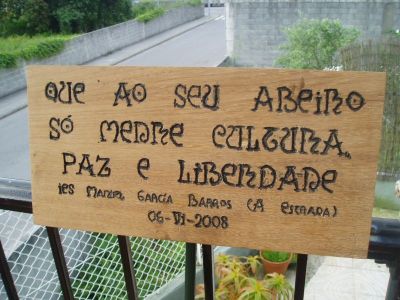 QUE AO SEU ABEIRO
SÓ MEDRE CULTURA,
PAZ E LIBERDADE
IES MANUEL GARCÍA BARROS (A ESTRADA)
06-VI-2008